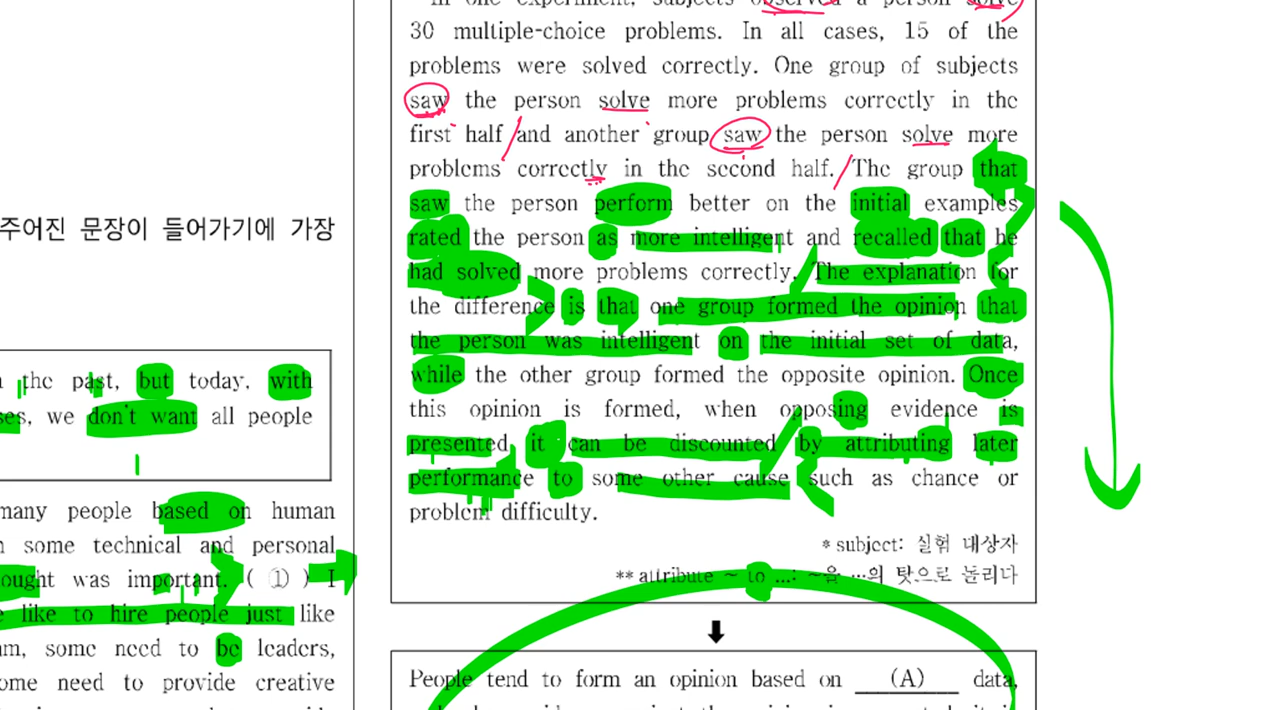 주어진 문장이 들어가기에 가장
the past, but today, with
we don't want all people
many people based on human
some technical and personal
ought was important. ( ① ) I
like to hire people just like
some need to be leaders,
ome need to provide creative
In one experiment, subjects observed a person solve
30 multiple-choice problems. In all cases, 15 of the
problems were solved correctly. One group of subjects
saw the person solve more problems correctly in the
first half and another group saw the person solve more
problems correctly in the second half. The group that
saw the person perform better on the initial examples
rated the person as more intelligent and recalled that he
had solved more problems correctly. The explanation for
the difference is that one group formed the opinion that
the person was intelligent on the initial set of data,
while the other group formed the opposite opinion. Once
this opinion is formed, when opposing evidence is
presented it can be discounted by attributing later
performance to some other cause such as chance or
problem difficulty.
* subject: 실험 대상자
** attribute ~ to ...: ~을 …의 탓으로 돌리다
People tend to form an opinion based on (A) data,